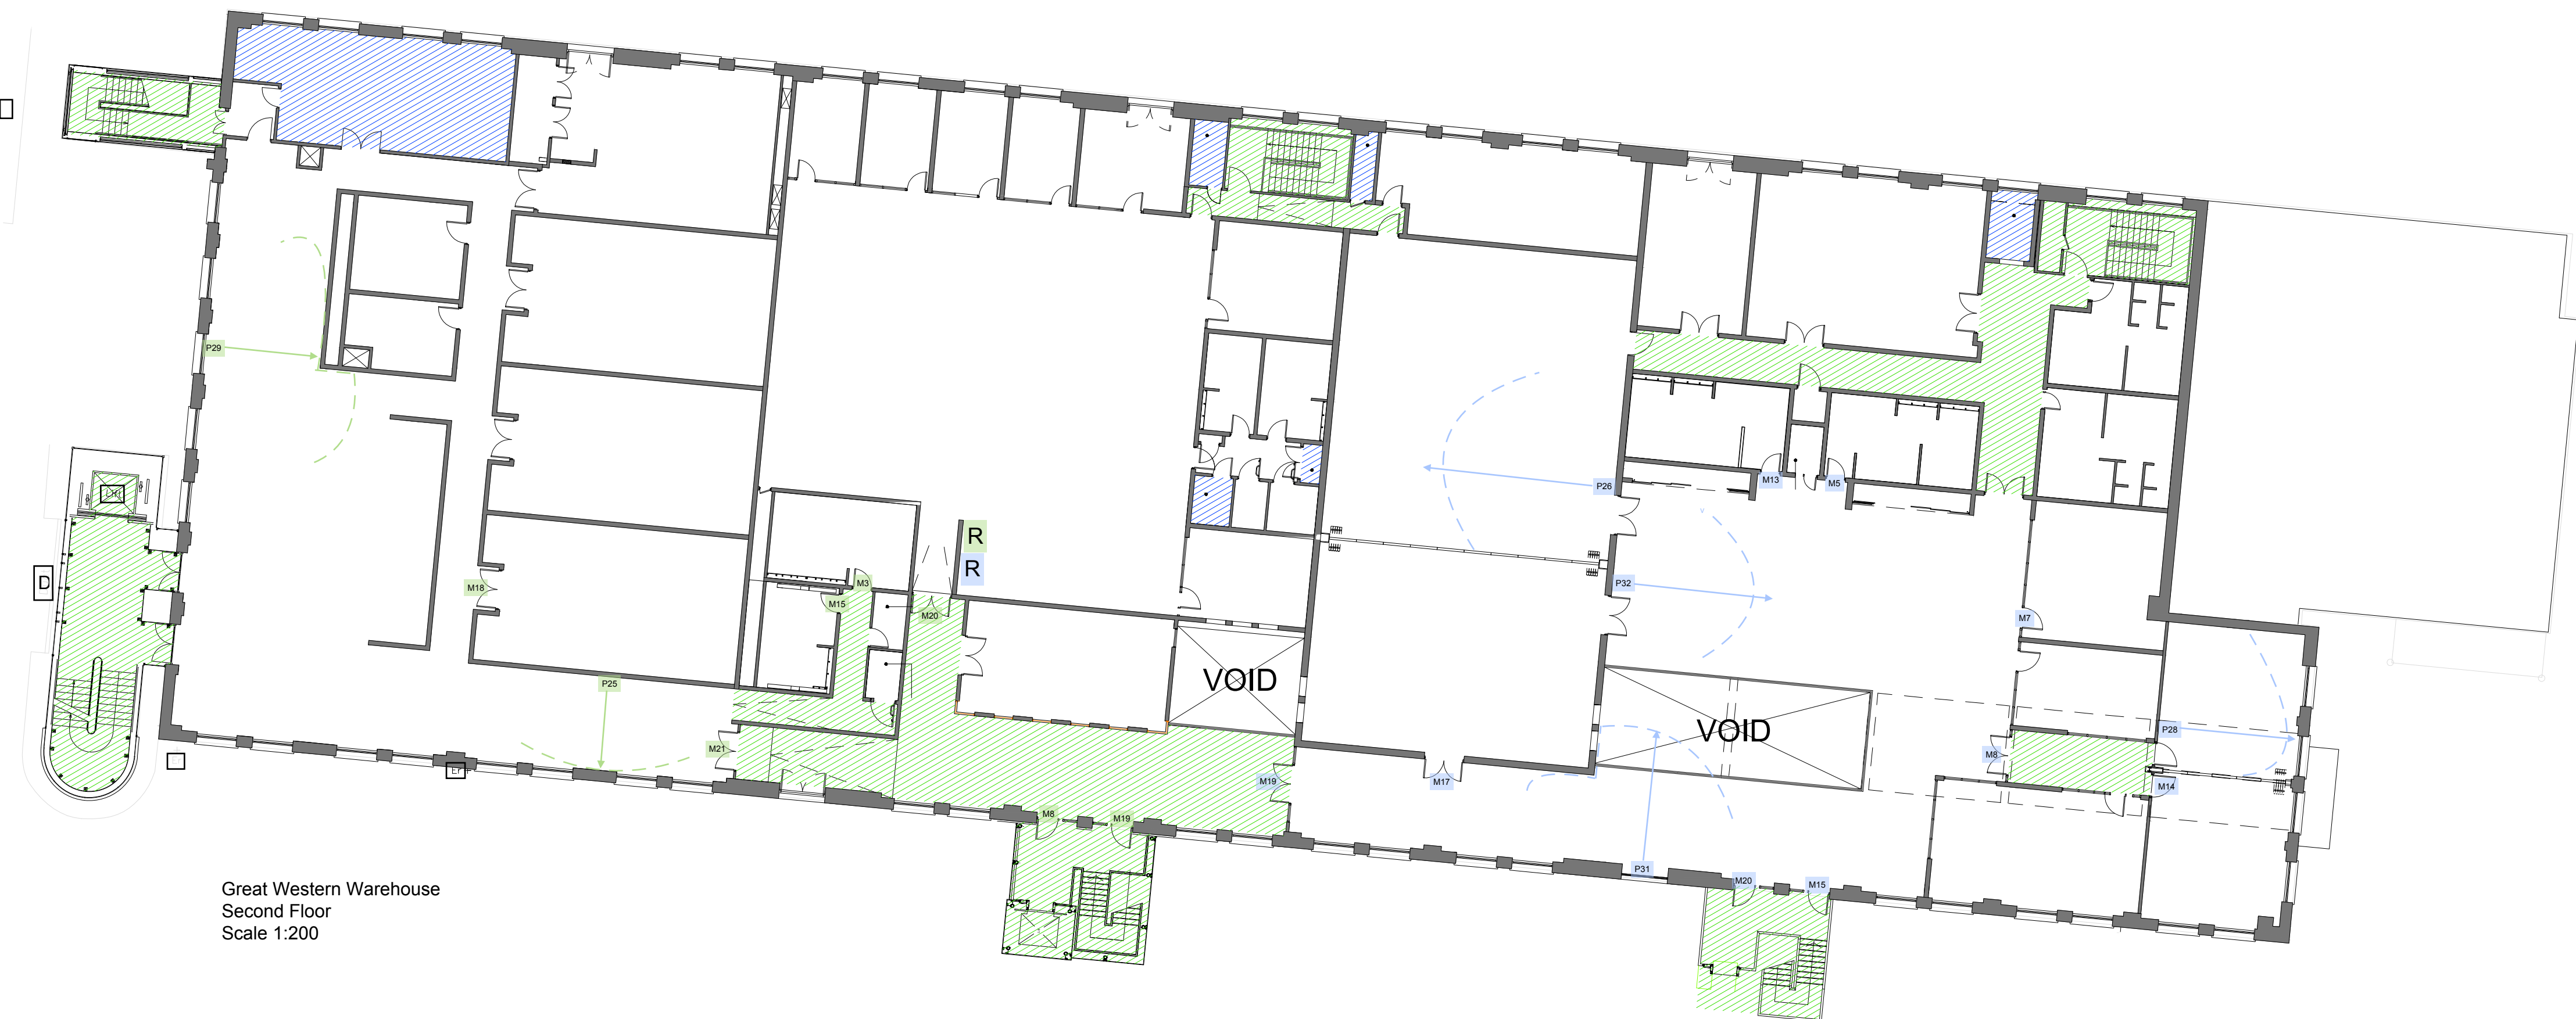 P29
Lift
D
M18
P25
M21
M3
M15
M20
R
R
VOID
M19
M8
M19
P26
P32
M13
M5
M17
VOID
P31
M20
M15
M7
M8
P28
M14
Great Western Warehouse
Second Floor
Scale 1:200